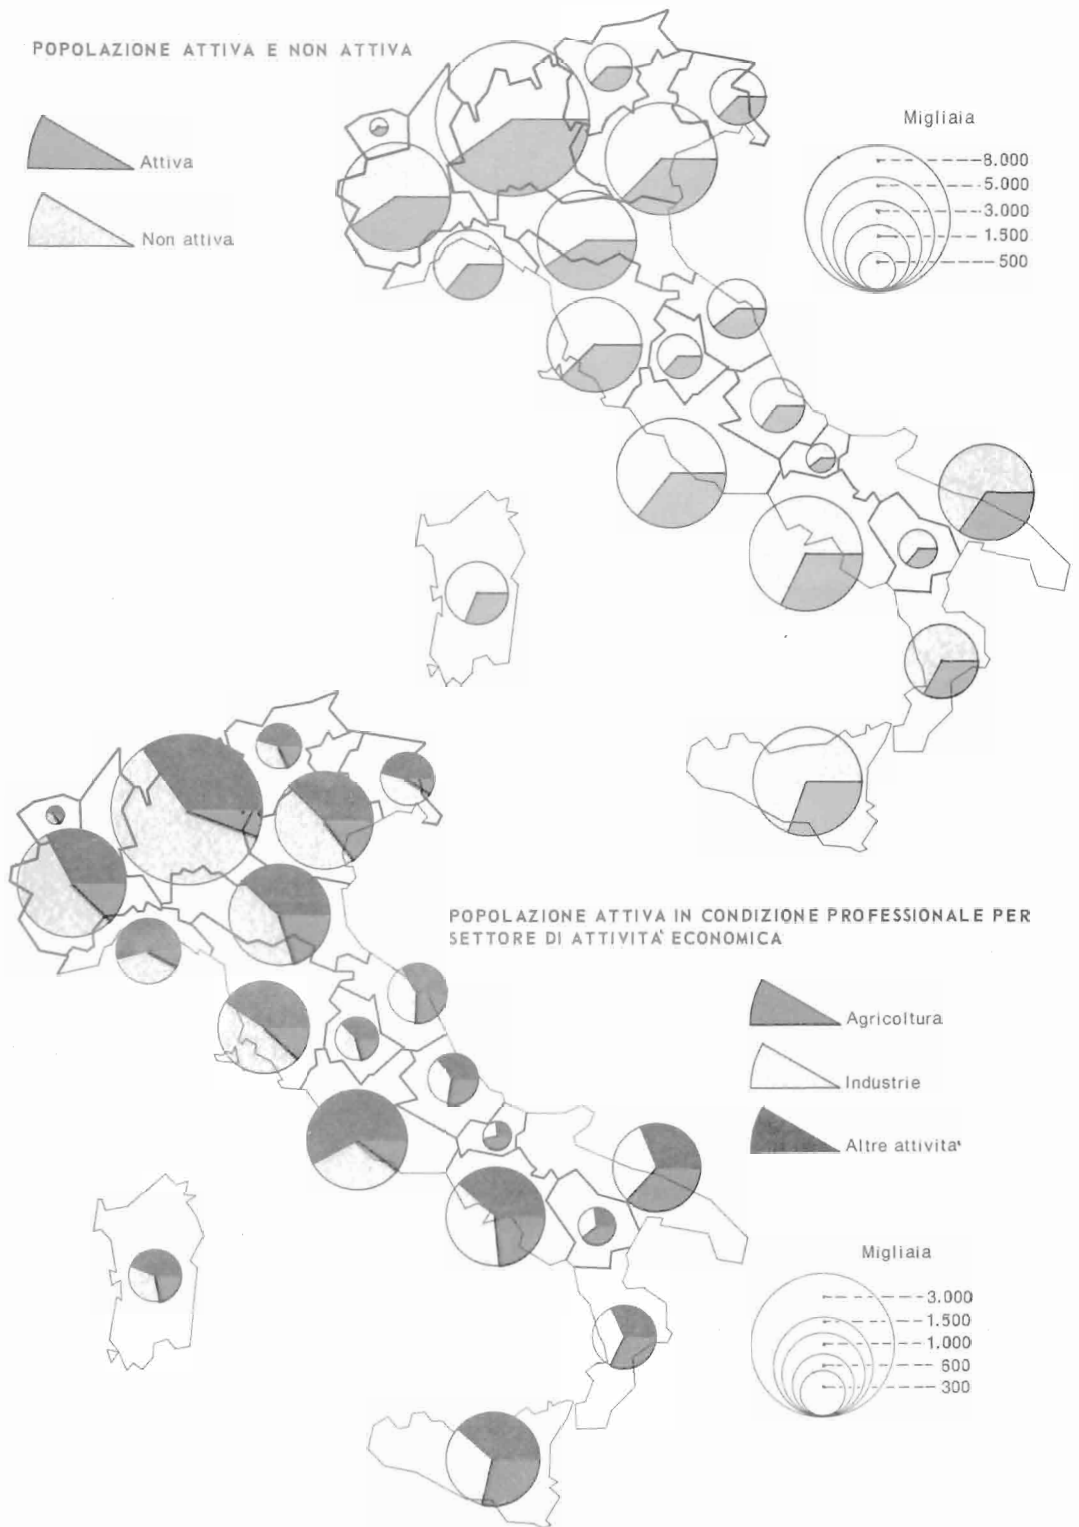 POPOLAZIONE ATTIVA E NON ATTIVA
Attiva
Non attiva
Migliaia
8.000
5.000
3.000
1.500
500
POPOLAZIONE ATTIVA IN CONDIZIONE PROFESSIONALE PER
SETTORE DI ATTIVITA' ECONOMICA
Agricoltura
Industrie
Altre attivita'
Migliaia
3.000
1.500
1.000
600
300